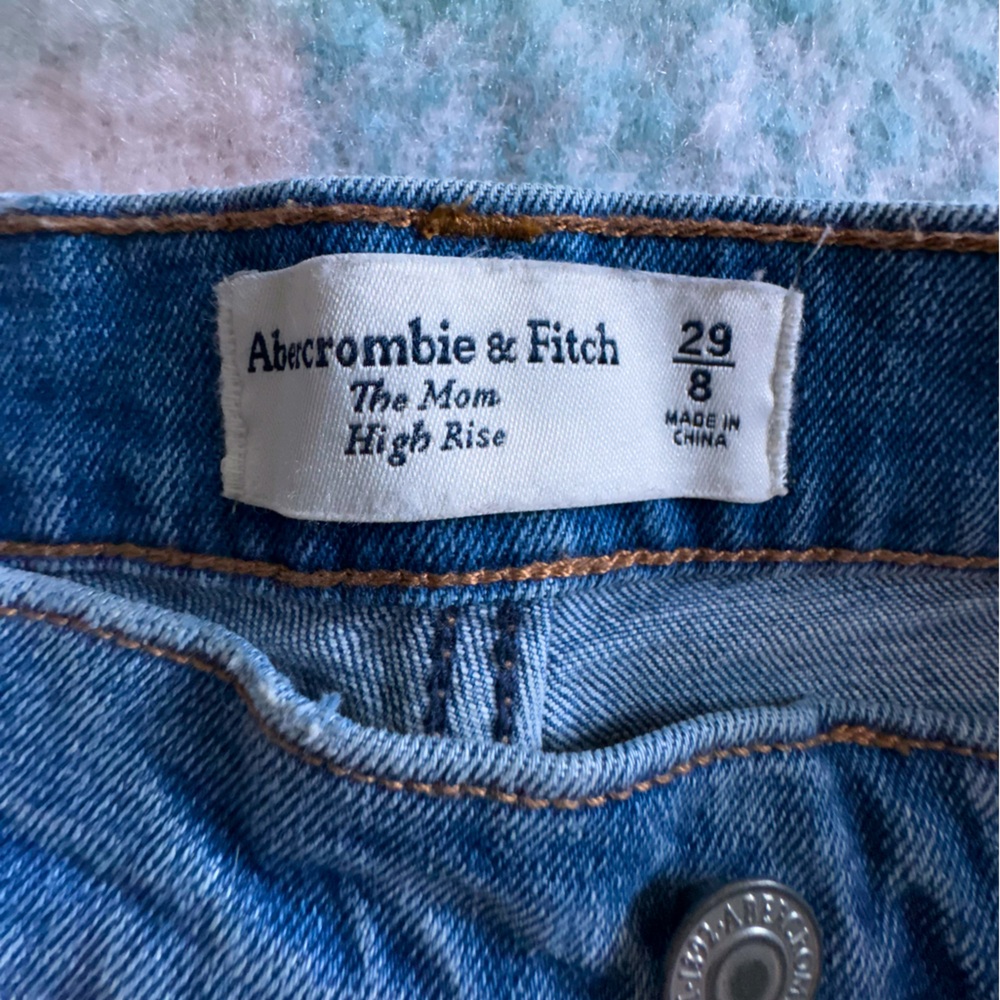 Abercrombie & Fitch
The Mom
High Rise
29
8
MADE IN
CHINA